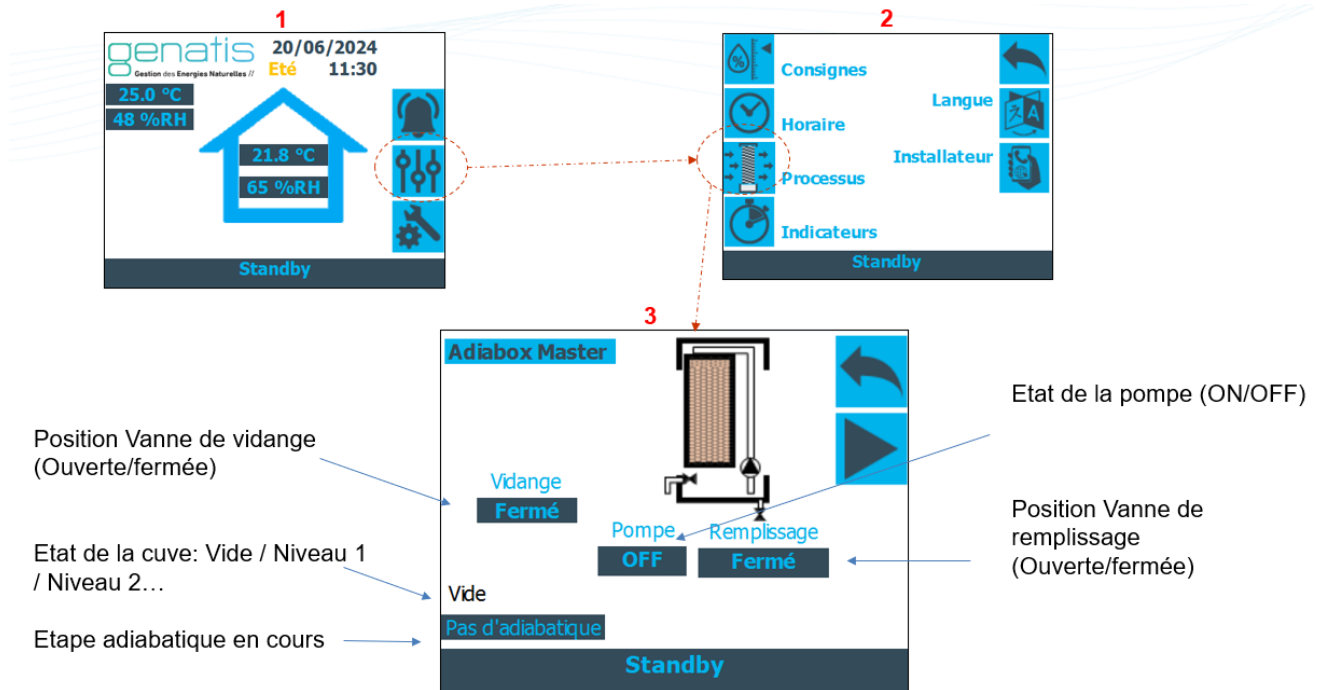 1
genatis
Gestion des Energies Naturelles //
20/06/2024
Eté 11:30
25.0 °C
48 %RH
21.8 °C
65 %RH
Standby
2
%
Consignes
Horaire
Processus
Indicateurs
Langue
A
Installateur
Standby
3
Adiabox Master
Vidange
Fermé
Pompe
OFF
Remplissage
Fermé
Vide
Pas d'adiabatique
Standby
Position Vanne de vidange
(Ouverte/fermée)
Etat de la cuve: Vide / Niveau 1
/ Niveau 2…
Etape adiabatique en cours
Etat de la pompe (ON/OFF)
Position Vanne de
remplissage
(Ouverte/fermée)